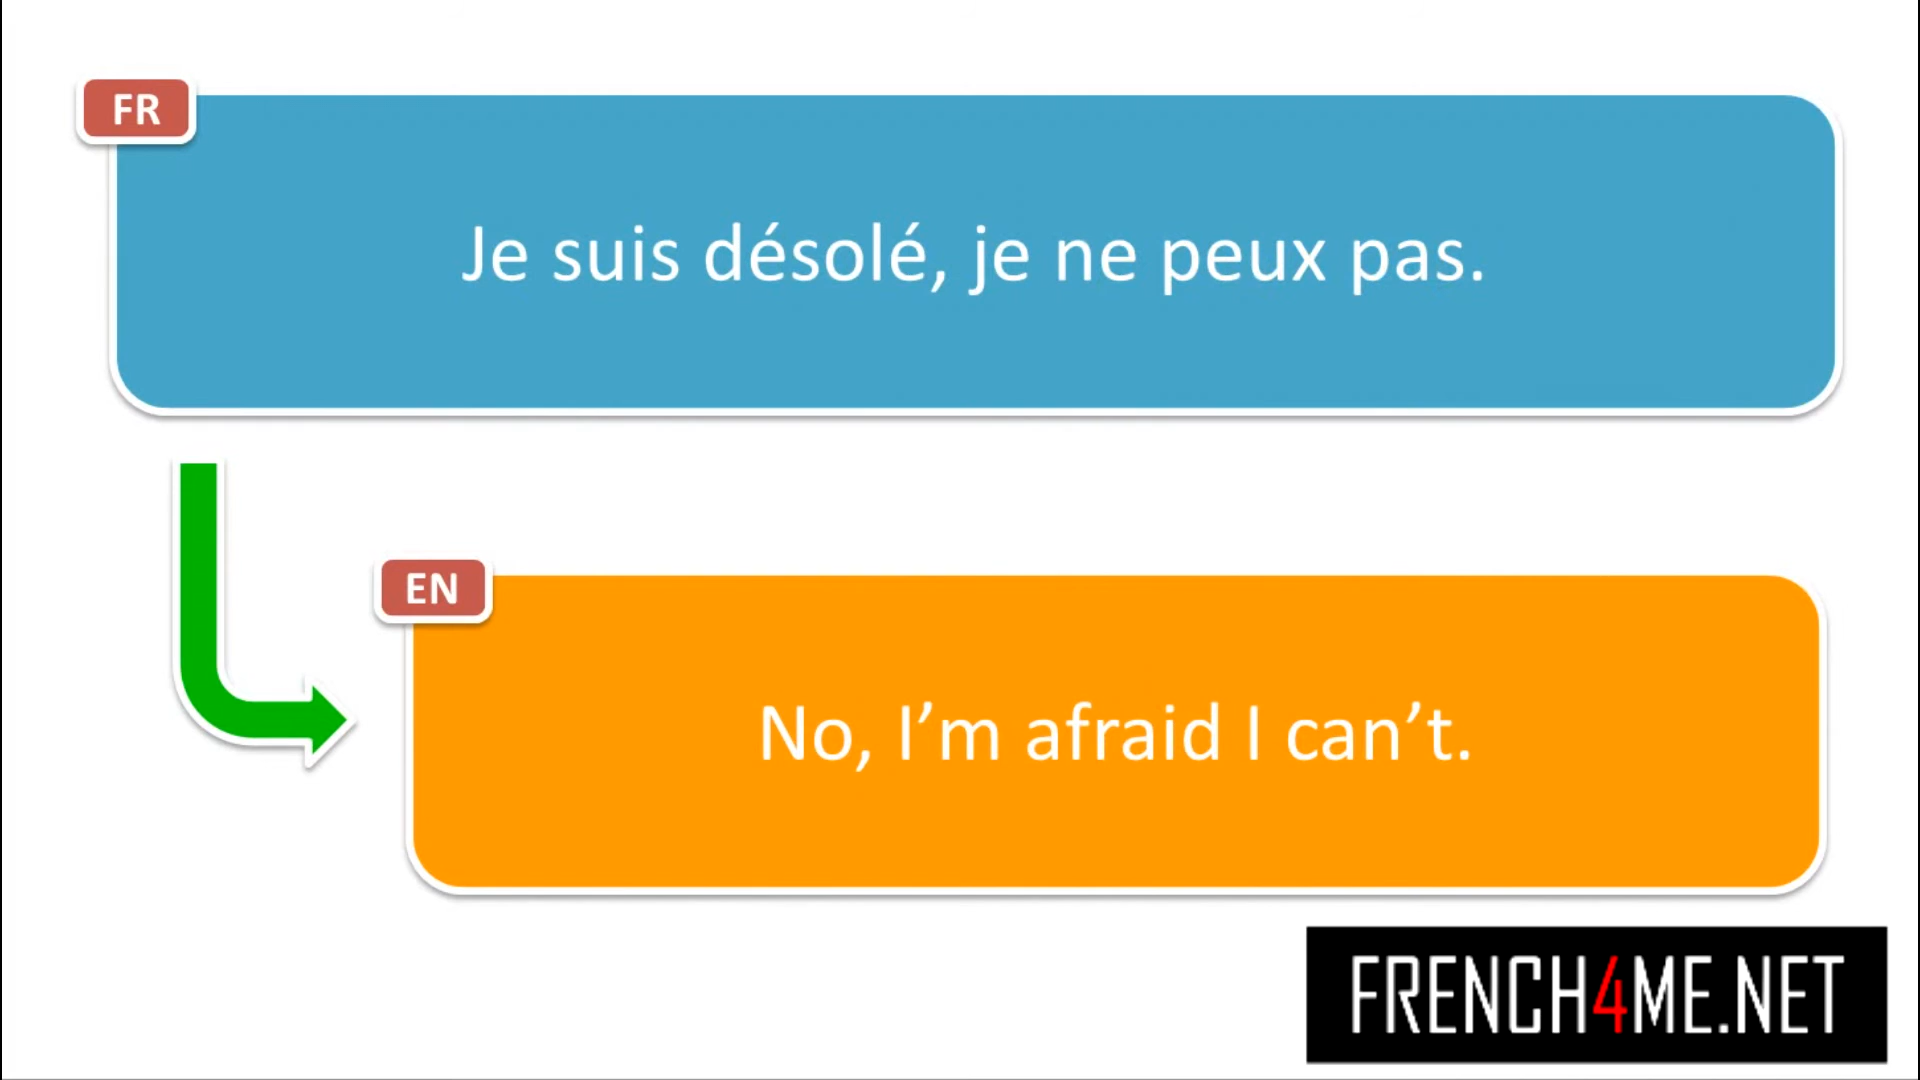 FR
Je suis désolé, je ne peux pas.
EN
No, I’m afraid I can’t.
FRENCH4ME.NET